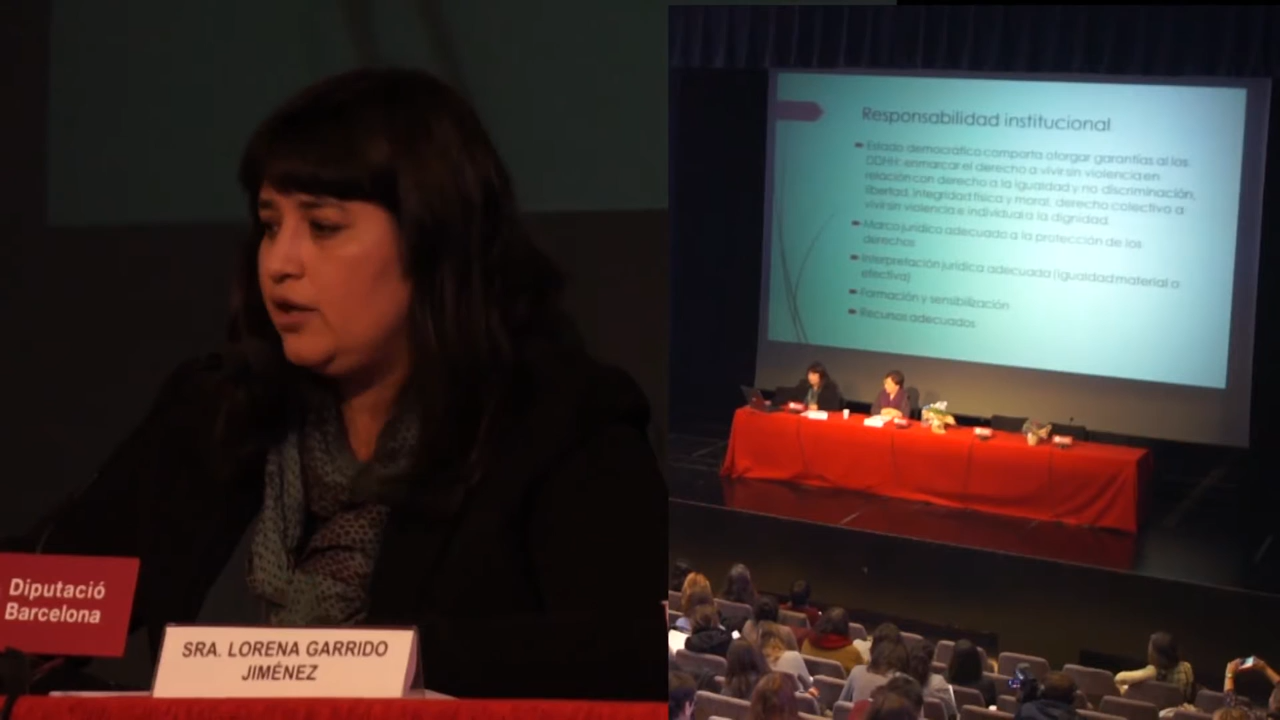 Diputació
Barcelona
SRA. LORENA GARRIDO
JIMÉNEZ
Responsabilidad institucional
Estado democrático comporta otorgar garantías al los
DDHH: enmarcar el derecho a vivir sin violencia en
relación con derecho a la igualdad y no discriminación,
libertad, integridad física y moral, derecho colectivo a
vivir sin violencia e individual a la dignidad.
Marco jurídico adecuado a la protección de los
derechos
Interpretación jurídica adecuada (igualdad material o
efectiva)
Formación y sensibilización
Recursos adecuados